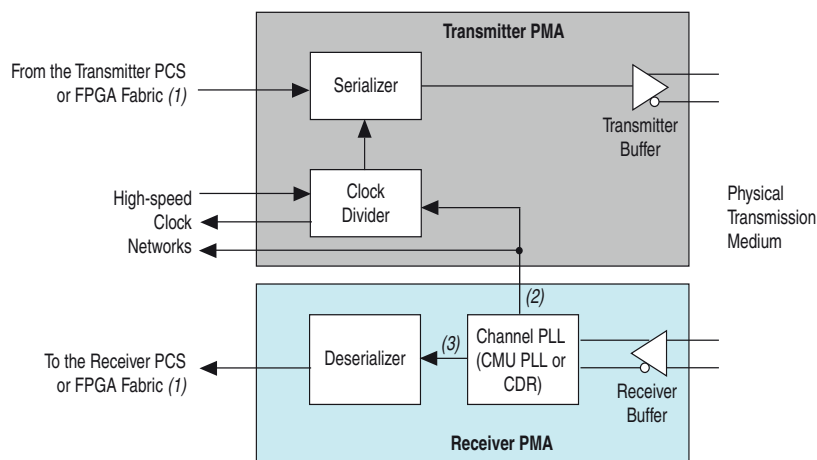 Transmitter PMA
From the Transmitter PCS
or FPGA Fabric (1)
Serializer
Transmitter
Buffer
High-speed
Clock
Networks
Clock
Divider
Physical
Transmission
Medium
(2)
To the Receiver PCS
or FPGA Fabric (1)
Deserializer
(3)
Channel PLL
(CMU PLL or
CDR)
Receiver
Buffer
Receiver PMA